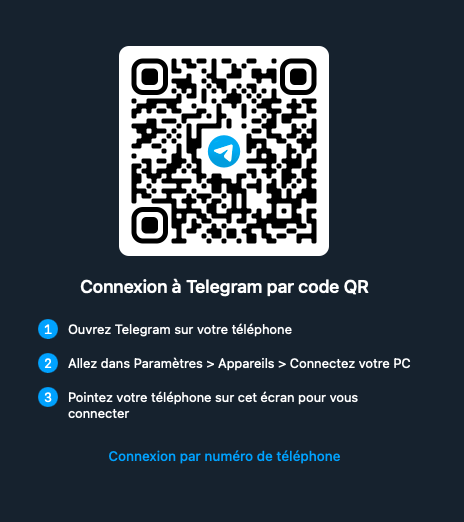 Connexion à Telegram par code QR
1 Ouvrez Telegram sur votre téléphone
2 Allez dans Paramètres > Appareils > Connectez votre PC
3 Pointez votre téléphone sur cet écran pour vous
connecter
Connexion par numéro de téléphone